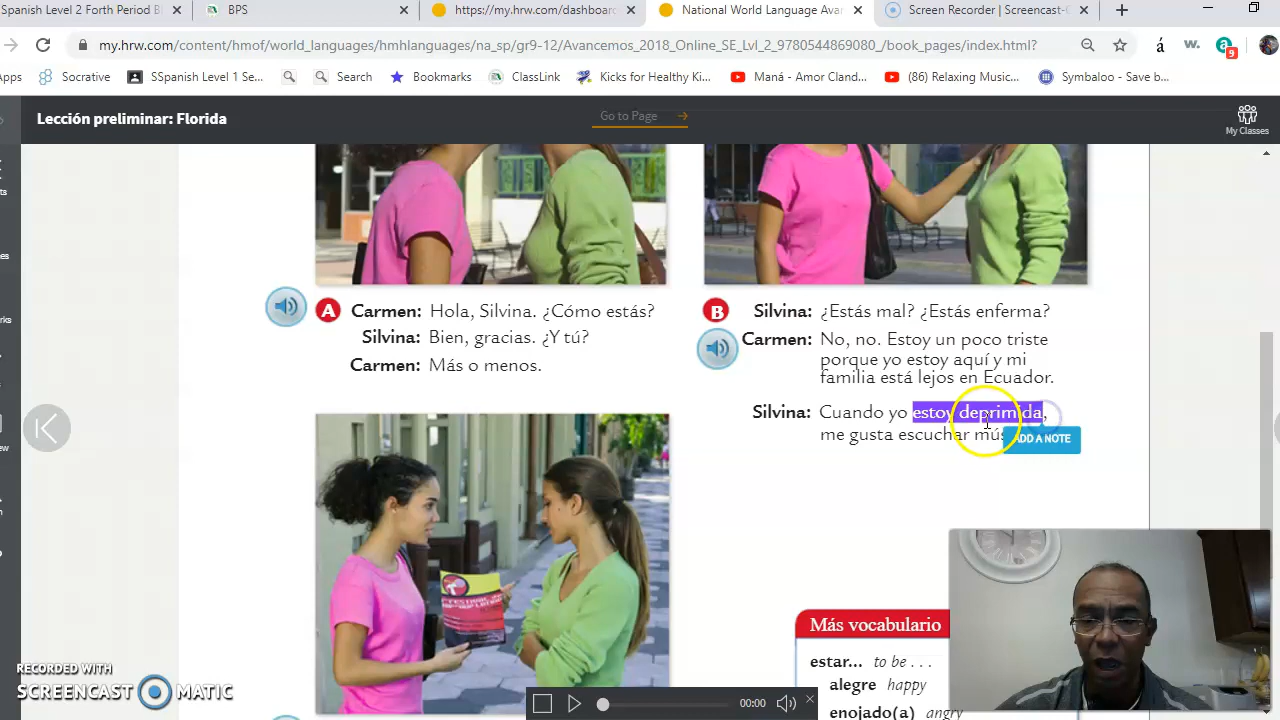 Spanish Level 2 Forth Period B
BPS
https://my.hrw.com/dashboar
National World Language Avan
Screen Recorder | Screencast-O
my.hrw.com/content/hmof/world_languages/hmhlanguages/na_sp/gr9-12/Avancemos_2018_Online_SE_Lvl_2_9780544869080_/book_pages/index.html?
á
w.
a
9
Apps
Socrative
SSpanish Level 1 Se...
Search
Bookmarks
ClassLink
Kicks for Healthy Ki...
Maná - Amor Cland...
(86) Relaxing Music...
Symbaloo - Save b...
Lección preliminar: Florida
Go to Page
My Classes
A Carmen: Hola, Silvina. ¿Cómo estás?
Silvina: Bien, gracias. ¿Y tú?
Carmen: Más o menos.
B Silvina: ¿Estás mal? ¿Estás enferma?
Carmen: No, no. Estoy un poco triste
porque yo estoy aquí y mi
familia está lejos en Ecuador.
Silvina: Cuando yo estoy deprimida,
me gusta escuchar mús
ADD A NOTE
Más vocabulario
estar... to be . . .
alegre happy
enojado(a) angry
RECORDED WITH
SCREENCAST MATIC
00:00